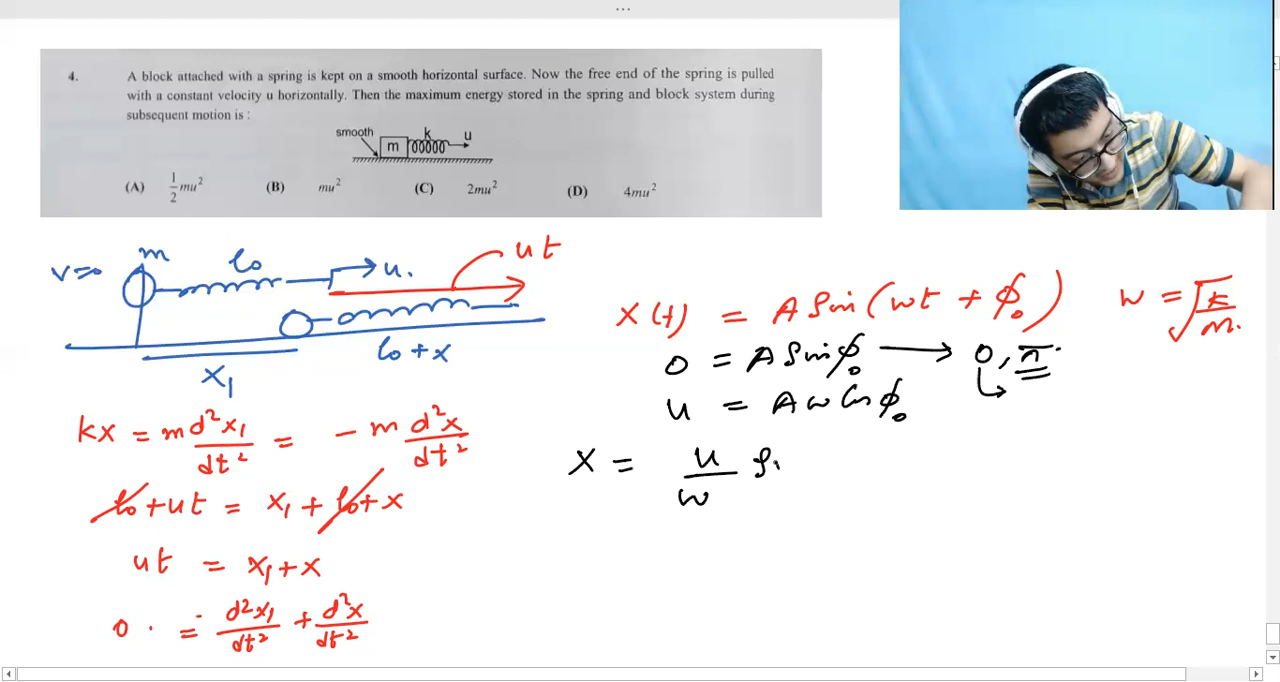 4. A block attached with a spring is kept on a smooth horizontal surface. Now the free end of the spring is pulled
with a constant velocity u horizontally. Then the maximum energy stored in the spring and block system during
subsequent motion is :
smooth
k
u
m
(A) 1/2 mu² (B) mu² (C) 2mu² (D) 4mu²
v=0
m
l₀
u.
ut
l₀+x
x₁
kx = m d²x₁/dt² = - m d²x/dt²
l₀ + ut = x₁ + l₀ + x
ut = x₁ + x
0 = d²x₁/dt² + d²x/dt²
x(t) = A Sin(ωt + ϕ₀) ω = √(k/m).
0 = A Sin ϕ₀ → 0, π
u = A ω Cos ϕ₀
x = u/ω Si